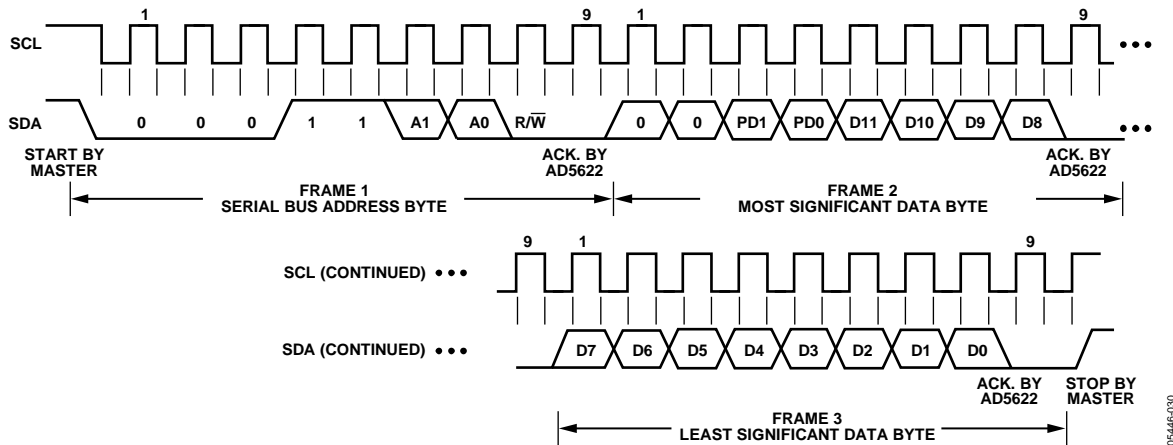 1 9 1 9
SCL
SDA 0 0 0 1 1 A1 A0 R/W̅ 0 0 PD1 PD0 D11 D10 D9 D8
START BY
MASTER
ACK. BY
AD5622
ACK. BY
AD5622
FRAME 1
SERIAL BUS ADDRESS BYTE
FRAME 2
MOST SIGNIFICANT DATA BYTE
9 1 9
SCL (CONTINUED)
SDA (CONTINUED) D7 D6 D5 D4 D3 D2 D1 D0
ACK. BY
AD5622
STOP BY
MASTER
FRAME 3
LEAST SIGNIFICANT DATA BYTE
05446-030